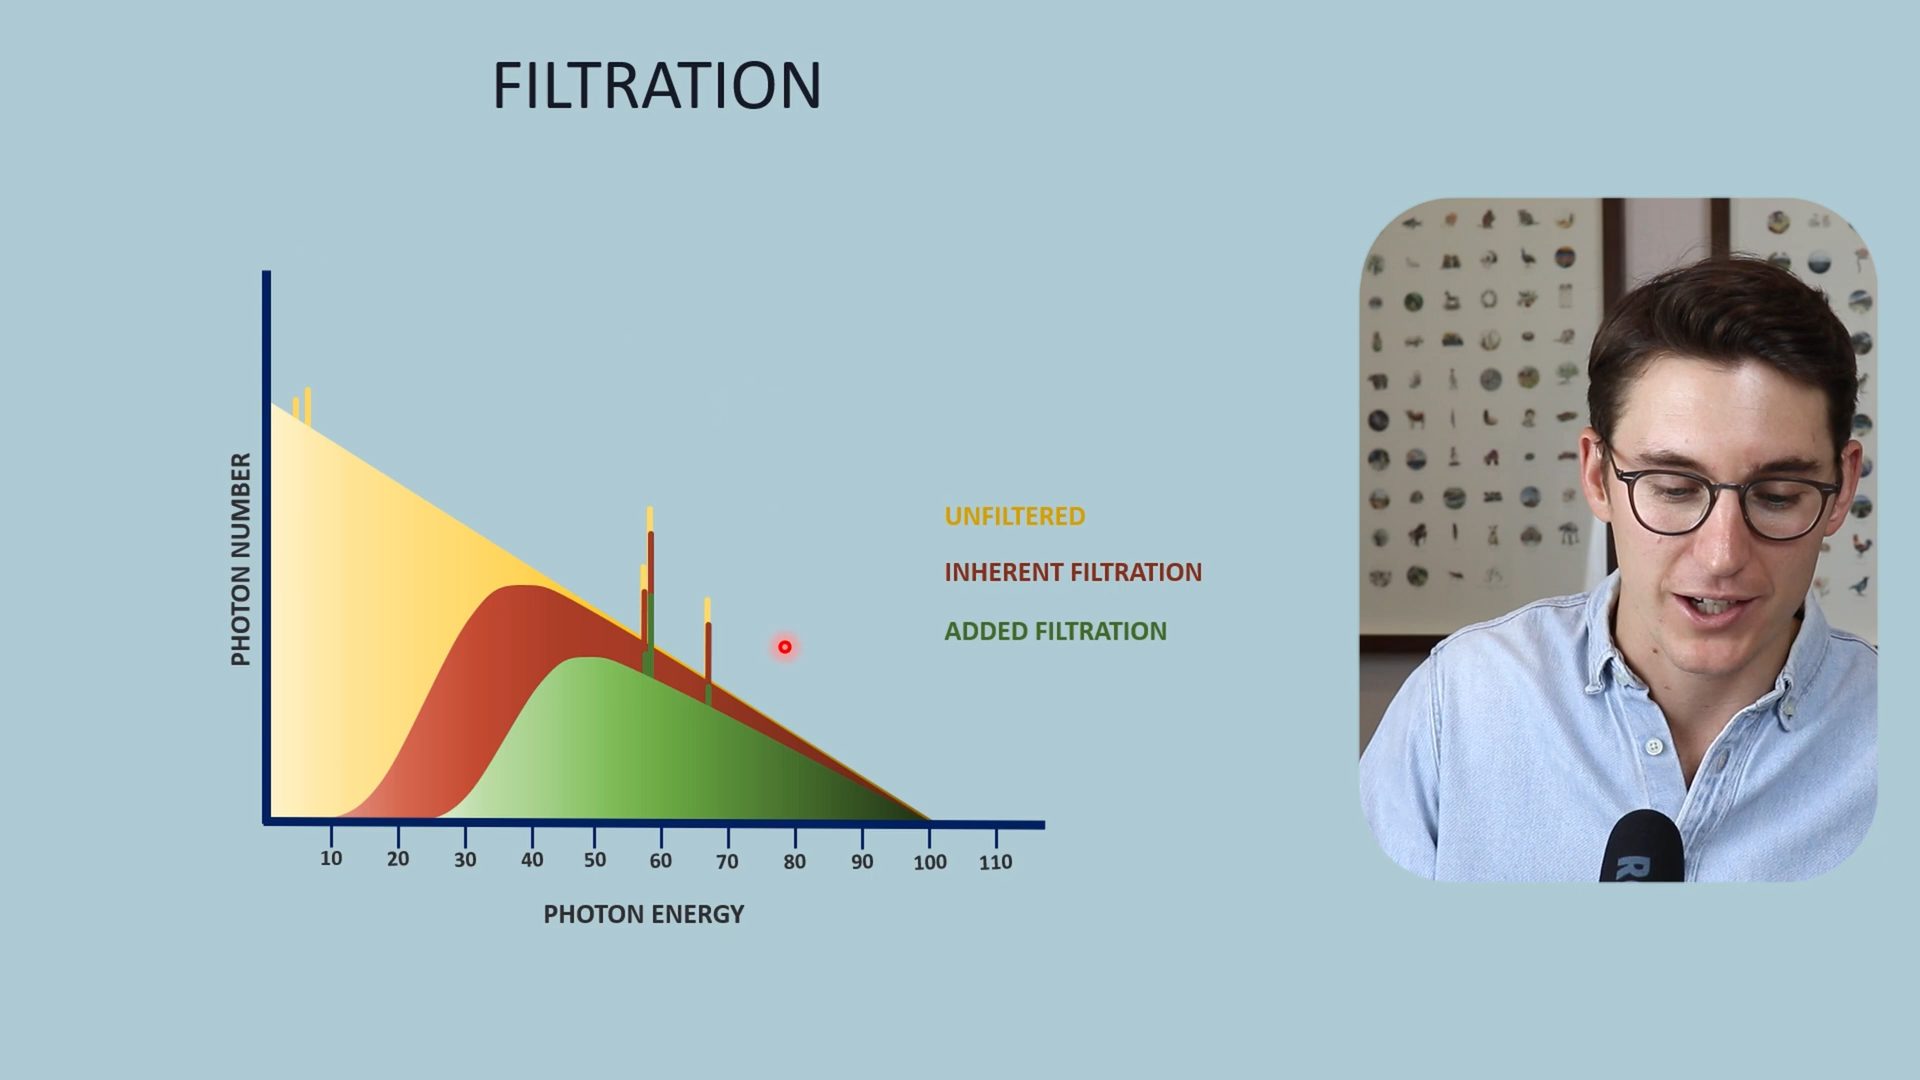 FILTRATION
PHOTON NUMBER
UNFILTERED
INHERENT FILTRATION
ADDED FILTRATION
10 20 30 40 50 60 70 80 90 100 110
PHOTON ENERGY